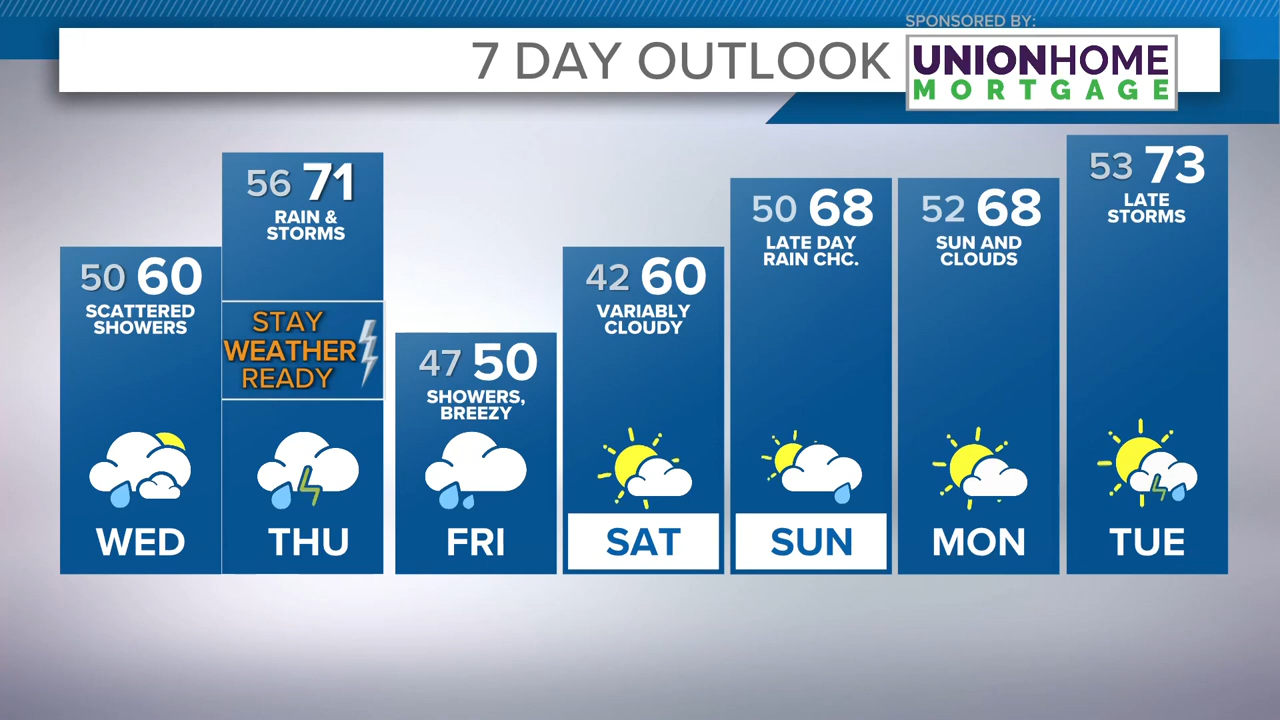 SPONSORED BY:
7 DAY OUTLOOK
UNIONHOME
MORTGAGE
50 60
SCATTERED
SHOWERS
WED
56 71
RAIN &
STORMS
STAY
WEATHER
READY
THU
47 50
SHOWERS,
BREEZY
FRI
42 60
VARIABLY
CLOUDY
SAT
50 68
LATE DAY
RAIN CHC.
SUN
52 68
SUN AND
CLOUDS
MON
53 73
LATE
STORMS
TUE